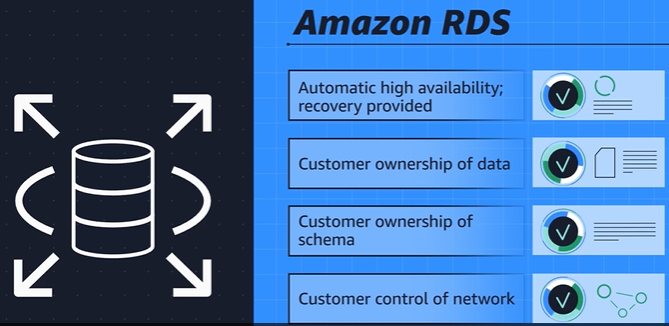 Amazon RDS
Automatic high availability;
recovery provided
Customer ownership of data
Customer ownership of
schema
Customer control of network